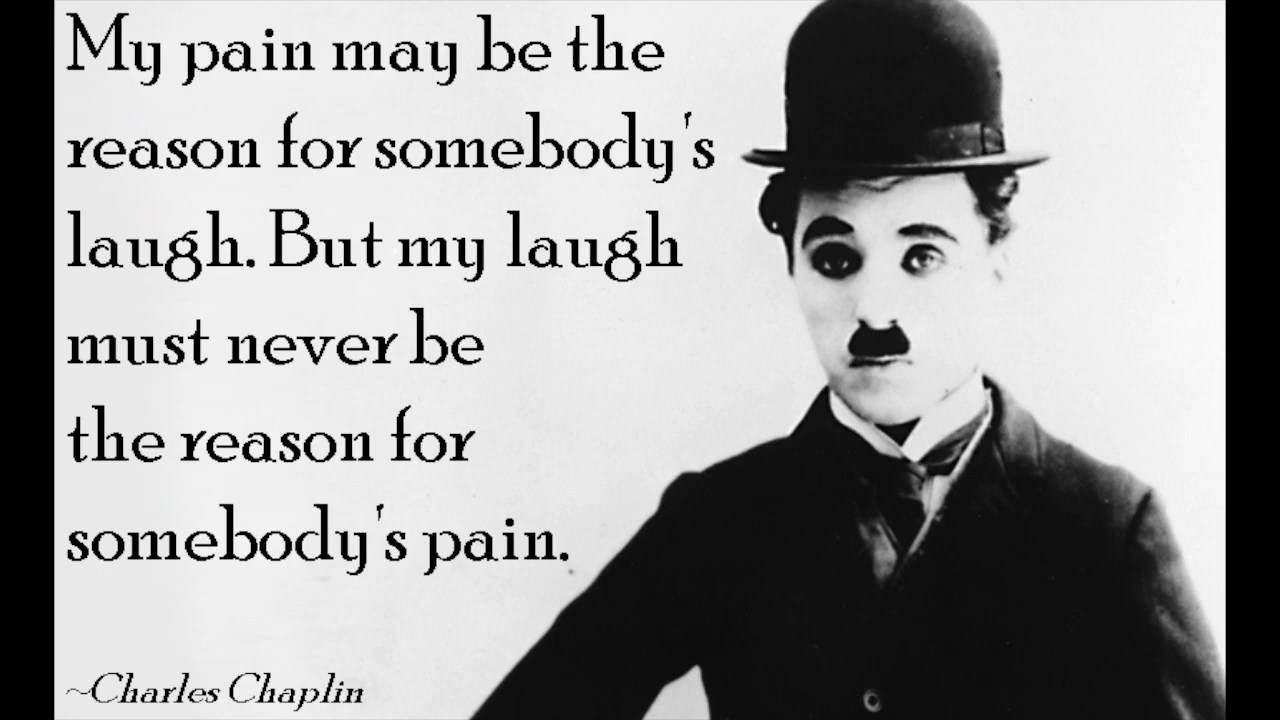 My pain may be the
reason for somebody's
laugh. But my laugh
must never be
the reason for
somebody's pain.
~Charles Chaplin